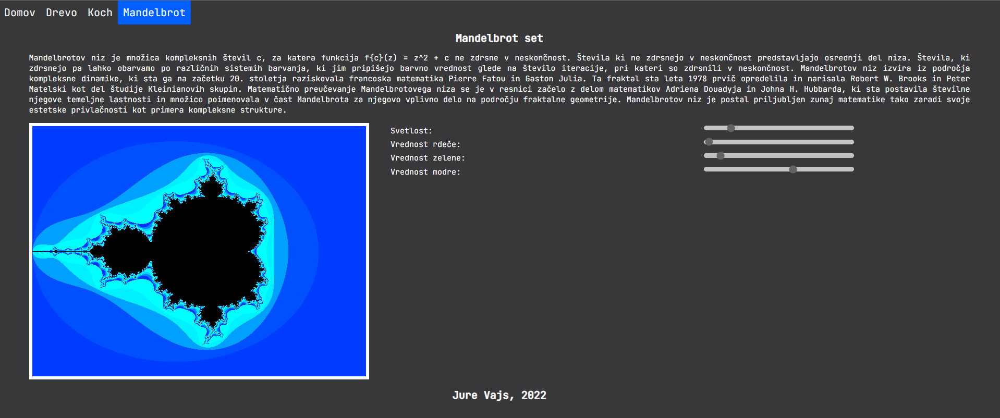 Domov Drevo Koch Mandelbrot
Mandelbrot set
Mandelbrotov niz je množica kompleksnih števil c, za katera funkcija f{c}(z) = z^2 + c ne zdrsne v neskončnost. Števila ki ne zdrsnejo v neskončnost predstavljajo osrednji del niza. Števila, ki
zdrsnejo pa lahko obarvamo po različnih sistemih barvanja, ki jim pripišejo barvno vrednost glede na število iteracije, pri kateri so zdrsnili v neskončnost. Mandelbrotov niz izvira iz področja
kompleksne dinamike, ki sta ga na začetku 20. stoletja raziskovala francoska matematika Pierre Fatou in Gaston Julia. Ta fraktal sta leta 1978 prvič opredelila in narisala Robert W. Brooks in Peter
Matelski kot del študije Kleinianovih skupin. Matematično preučevanje Mandelbrotovega niza se je v resnici začelo z delom matematikov Adriena Douadyja in Johna H. Hubbarda, ki sta postavila številne
njegove temeljne lastnosti in množico poimenovala v čast Mandelbrota za njegovo vplivno delo na področju fraktalne geometrije. Mandelbrotov niz je postal priljubljen zunaj matematike tako zaradi svoje
estetske privlačnosti kot primera kompleksne strukture.
Svetlost:
Vrednost rdeče:
Vrednost zelene:
Vrednost modre:
Jure Vajs, 2022